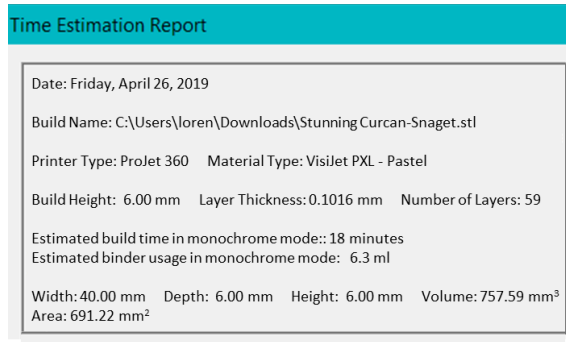 Time Estimation Report
Date: Friday, April 26, 2019
Build Name: C:\Users\loren\Downloads\Stunning Curcan-Snaget.stl
Printer Type: ProJet 360 Material Type: VisiJet PXL - Pastel
Build Height: 6.00 mm Layer Thickness: 0.1016 mm Number of Layers: 59
Estimated build time in monochrome mode:: 18 minutes
Estimated binder usage in monochrome mode: 6.3 ml
Width: 40.00 mm Depth: 6.00 mm Height: 6.00 mm Volume: 757.59 mm³
Area: 691.22 mm²